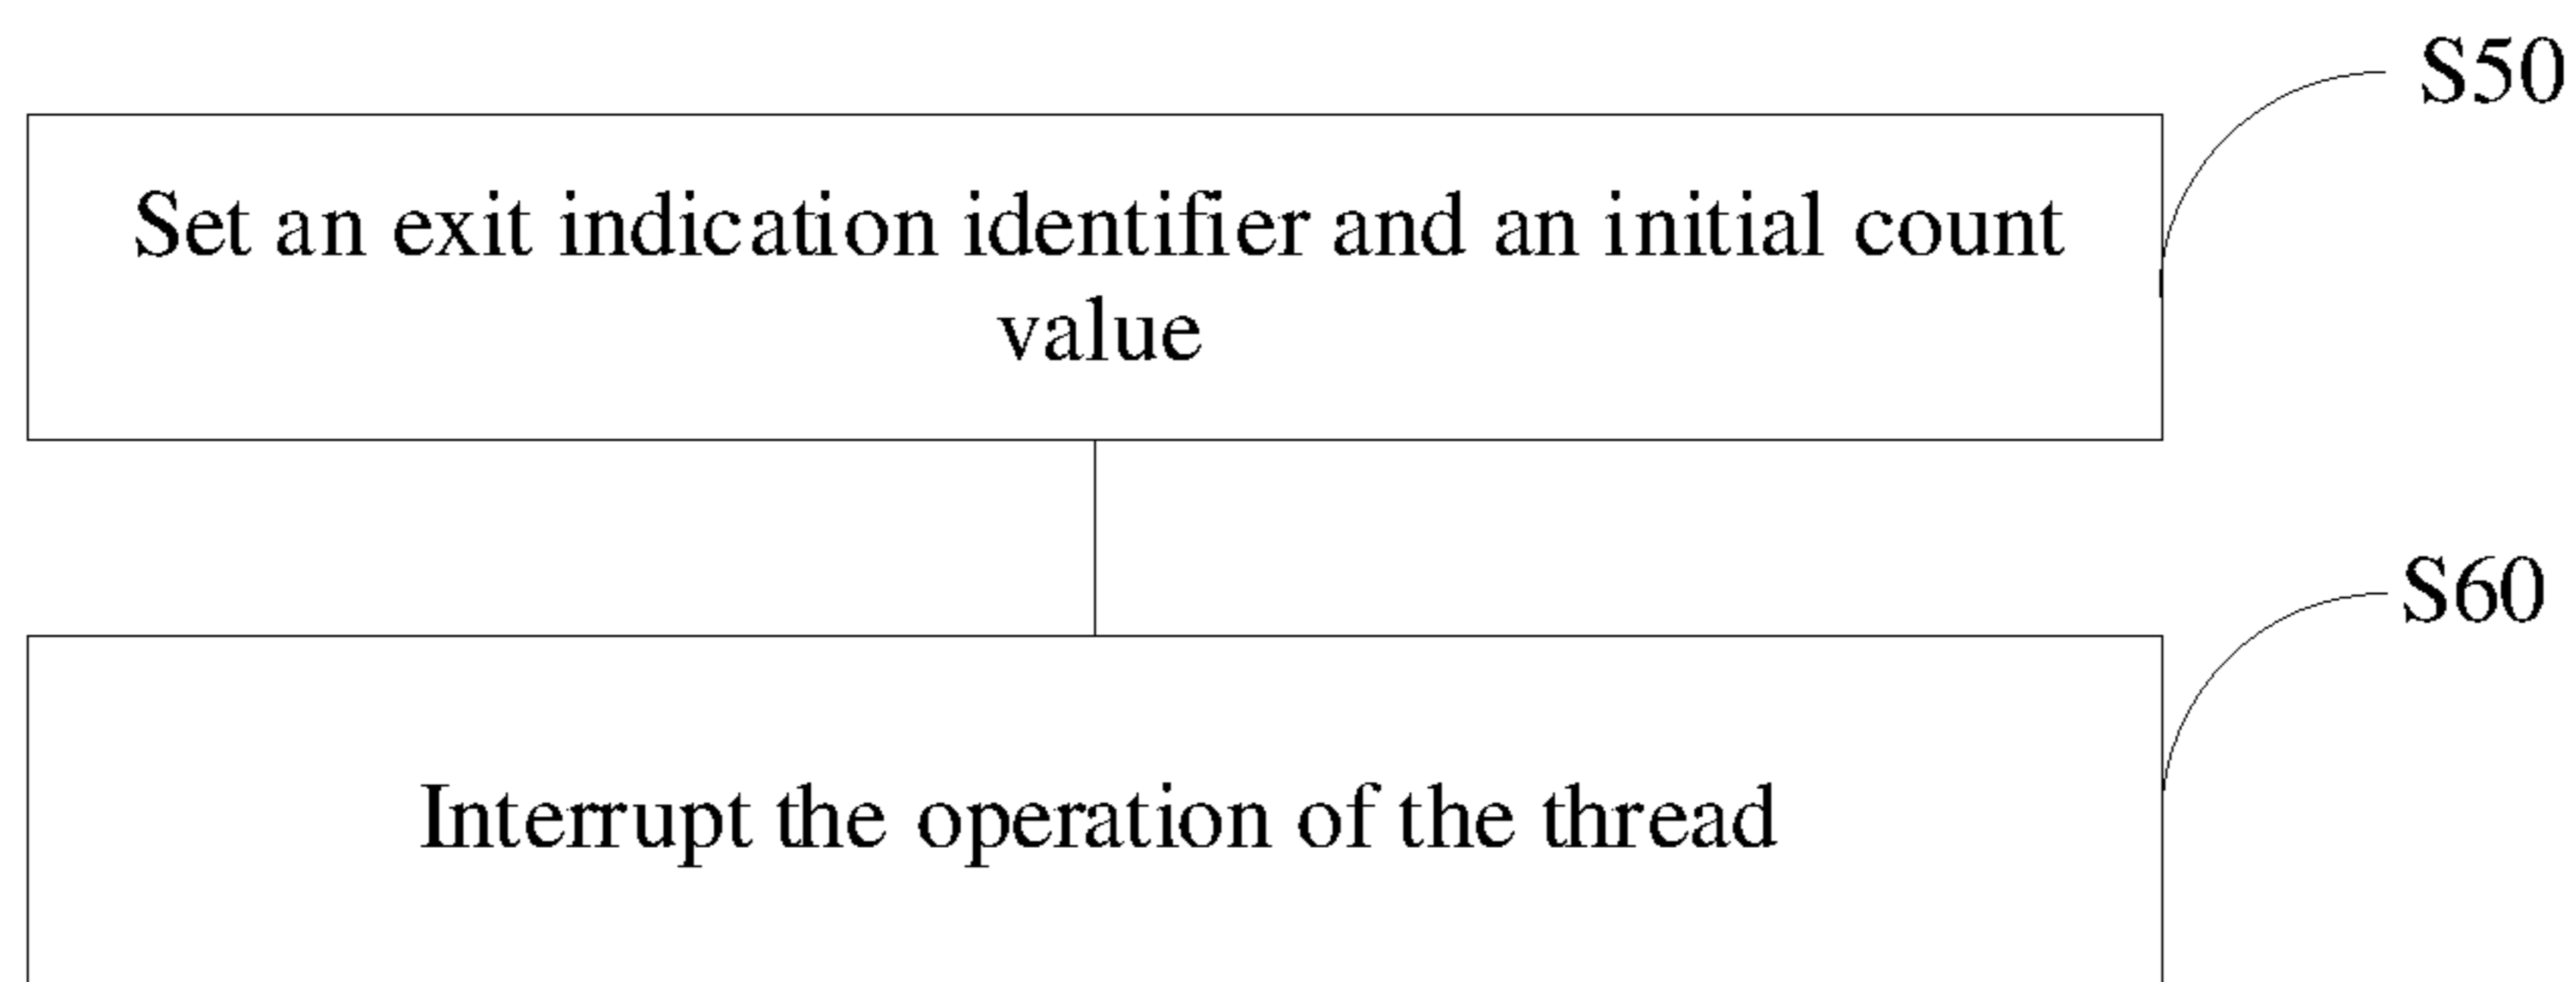 S50
Set an exit indication identifier and an initial count
value
S60
Interrupt the operation of the thread